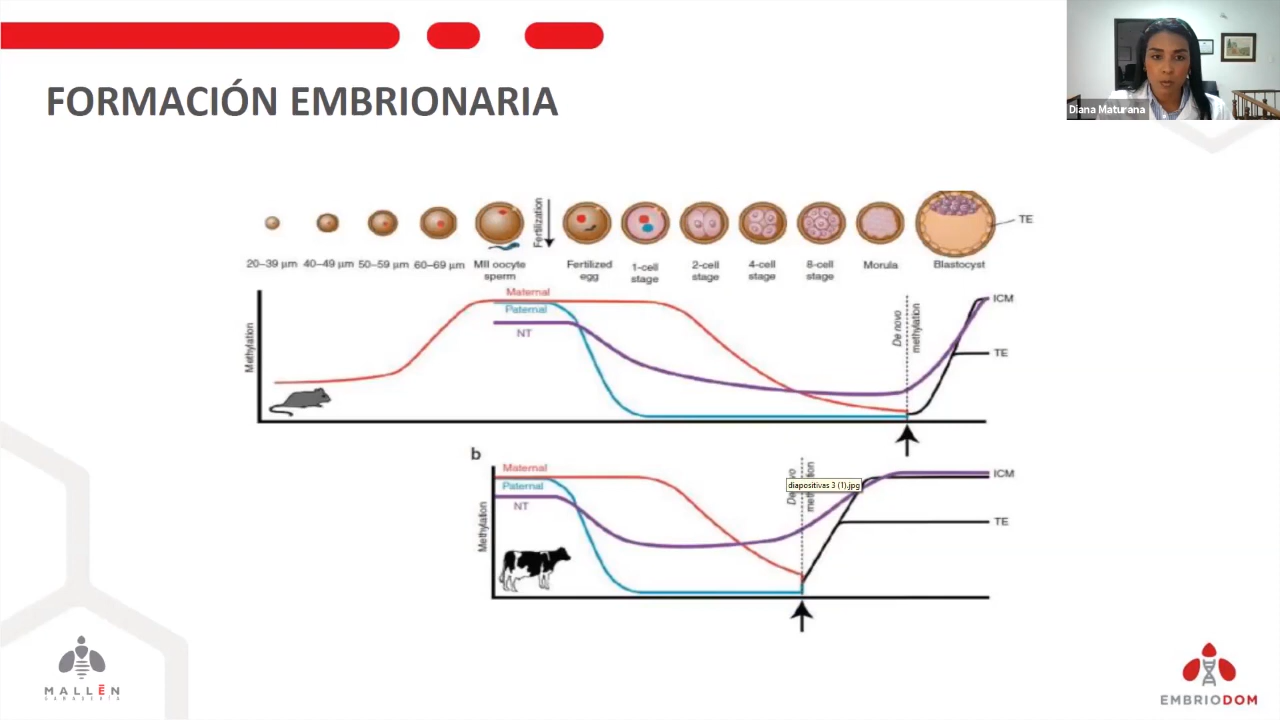 FORMACIÓN EMBRIONARIA
Diana Maturana
Fertilization
TE
20–39 µm 40–49 µm 50–59 µm 60–69 µm MII oocyte sperm Fertilized egg 1-cell stage 2-cell stage 4-cell stage 8-cell stage Morula Blastocyst
Methylation
Maternal
Paternal
NT
De novo methylation
ICM
TE
b
Methylation
Maternal
Paternal
NT
diapositivas 3 (1).jpg
ICM
TE
MALLÉN
GANADERÍA
EMBRIODOM